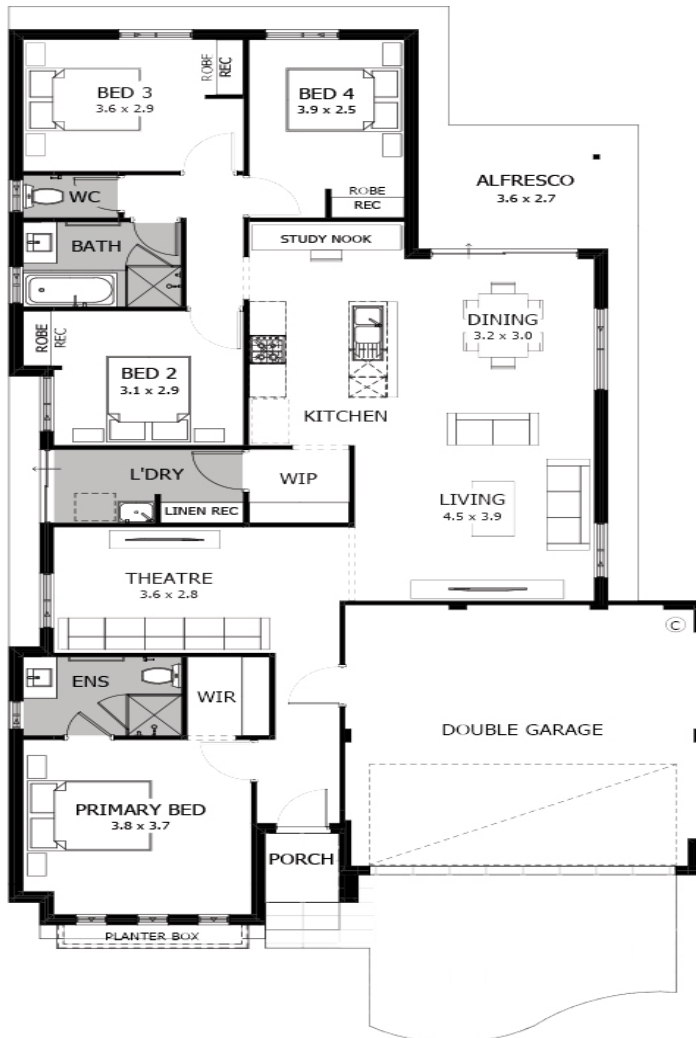 BED 3
3.6 x 2.9
ROBE
REC
BED 4
3.9 x 2.5
ROBE
REC
WC
BATH
ALFRESCO
3.6 x 2.7
STUDY NOOK
DINING
3.2 x 3.0
ROBE
REC
BED 2
3.1 x 2.9
KITCHEN
L'DRY
WIP
LINEN REC
LIVING
4.5 x 3.9
THEATRE
3.6 x 2.8
C
ENS
WIR
DOUBLE GARAGE
PRIMARY BED
3.8 x 3.7
PORCH
PLANTER BOX